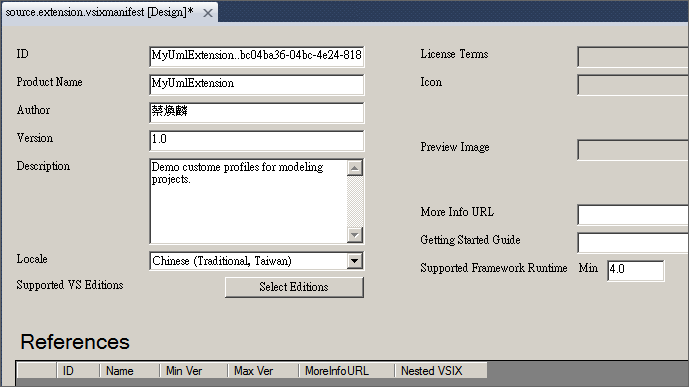 source.extension.vsixmanifest [Design]*
ID
MyUmlExtension..bc04ba36-04bc-4e24-818
Product Name
MyUmlExtension
Author
蔡煥麟
Version
1.0
Description
Demo custome profiles for modeling
projects.
Locale
Chinese (Traditional, Taiwan)
Supported VS Editions
Select Editions
License Terms
Icon
Preview Image
More Info URL
Getting Started Guide
Supported Framework Runtime Min 4.0
References
ID Name Min Ver Max Ver MoreInfoURL Nested VSIX